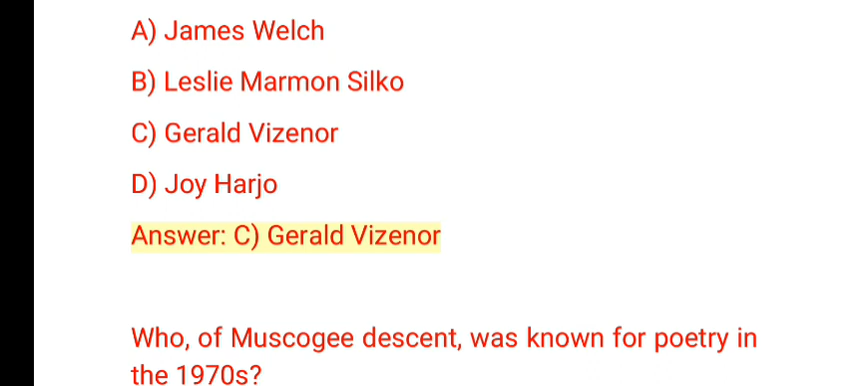 A) James Welch
B) Leslie Marmon Silko
C) Gerald Vizenor
D) Joy Harjo
Answer: C) Gerald Vizenor
Who, of Muscogee descent, was known for poetry in
the 1970s?